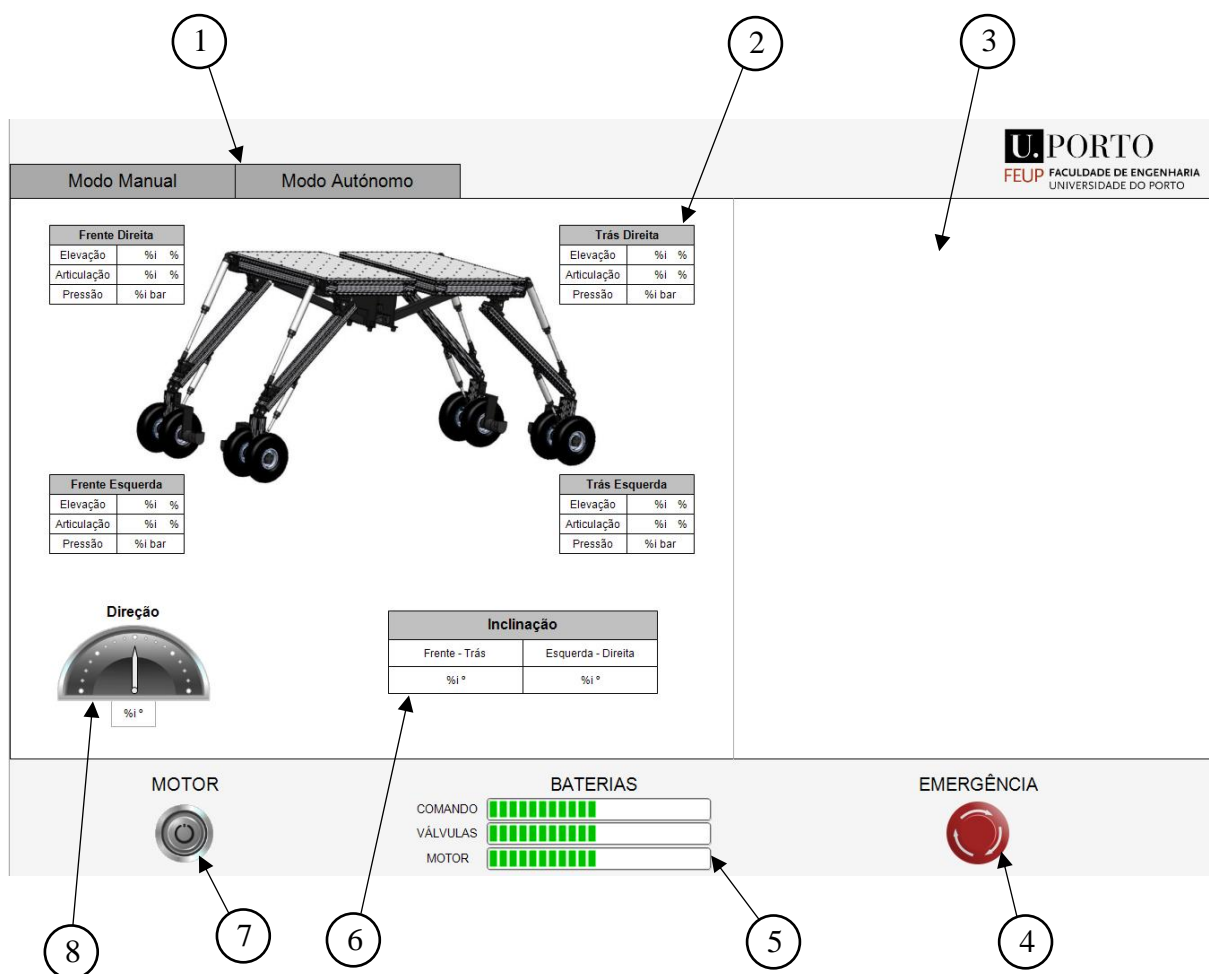 1
2
3
U. PORTO
FEUP FACULDADE DE ENGENHARIA
UNIVERSIDADE DO PORTO
Modo Manual
Modo Autónomo
Frente Direita
Elevação %i %
Articulação %i %
Pressão %i bar
Trás Direita
Elevação %i %
Articulação %i %
Pressão %i bar
Frente Esquerda
Elevação %i %
Articulação %i %
Pressão %i bar
Trás Esquerda
Elevação %i %
Articulação %i %
Pressão %i bar
Direção
%i º
Inclinação
Frente - Trás Esquerda - Direita
%i º %i º
MOTOR
BATERIAS
COMANDO
VÁLVULAS
MOTOR
EMERGÊNCIA
8
7
6
5
4